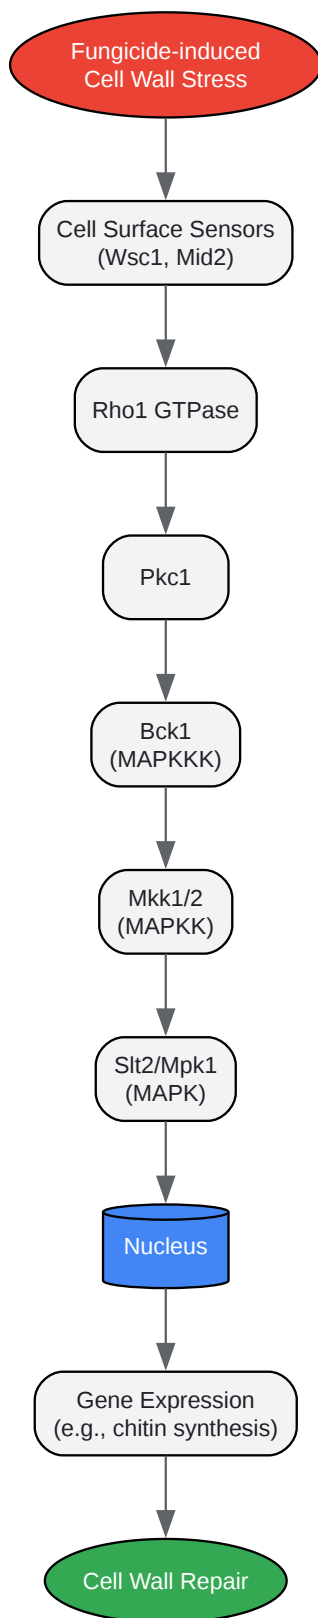 Fungicide-induced
Cell Wall Stress
Cell Surface Sensors
(Wsc1, Mid2)
Rho1 GTPase
Pkc1
Bck1
(MAPKKK)
Mkk1/2
(MAPKK)
Slt2/Mpk1
(MAPK)
Nucleus
Gene Expression
(e.g., chitin synthesis)
Cell Wall Repair